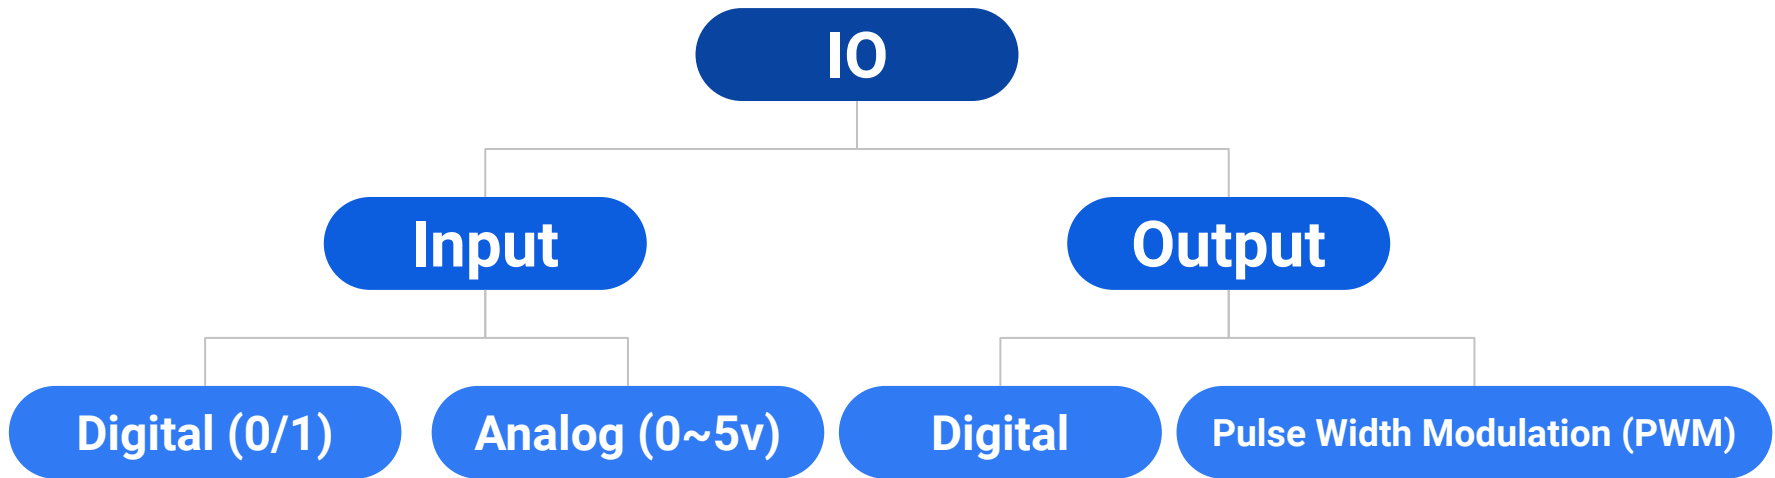 IO
Input
Output
Digital (0/1)
Analog (0~5v)
Digital
Pulse Width Modulation (PWM)